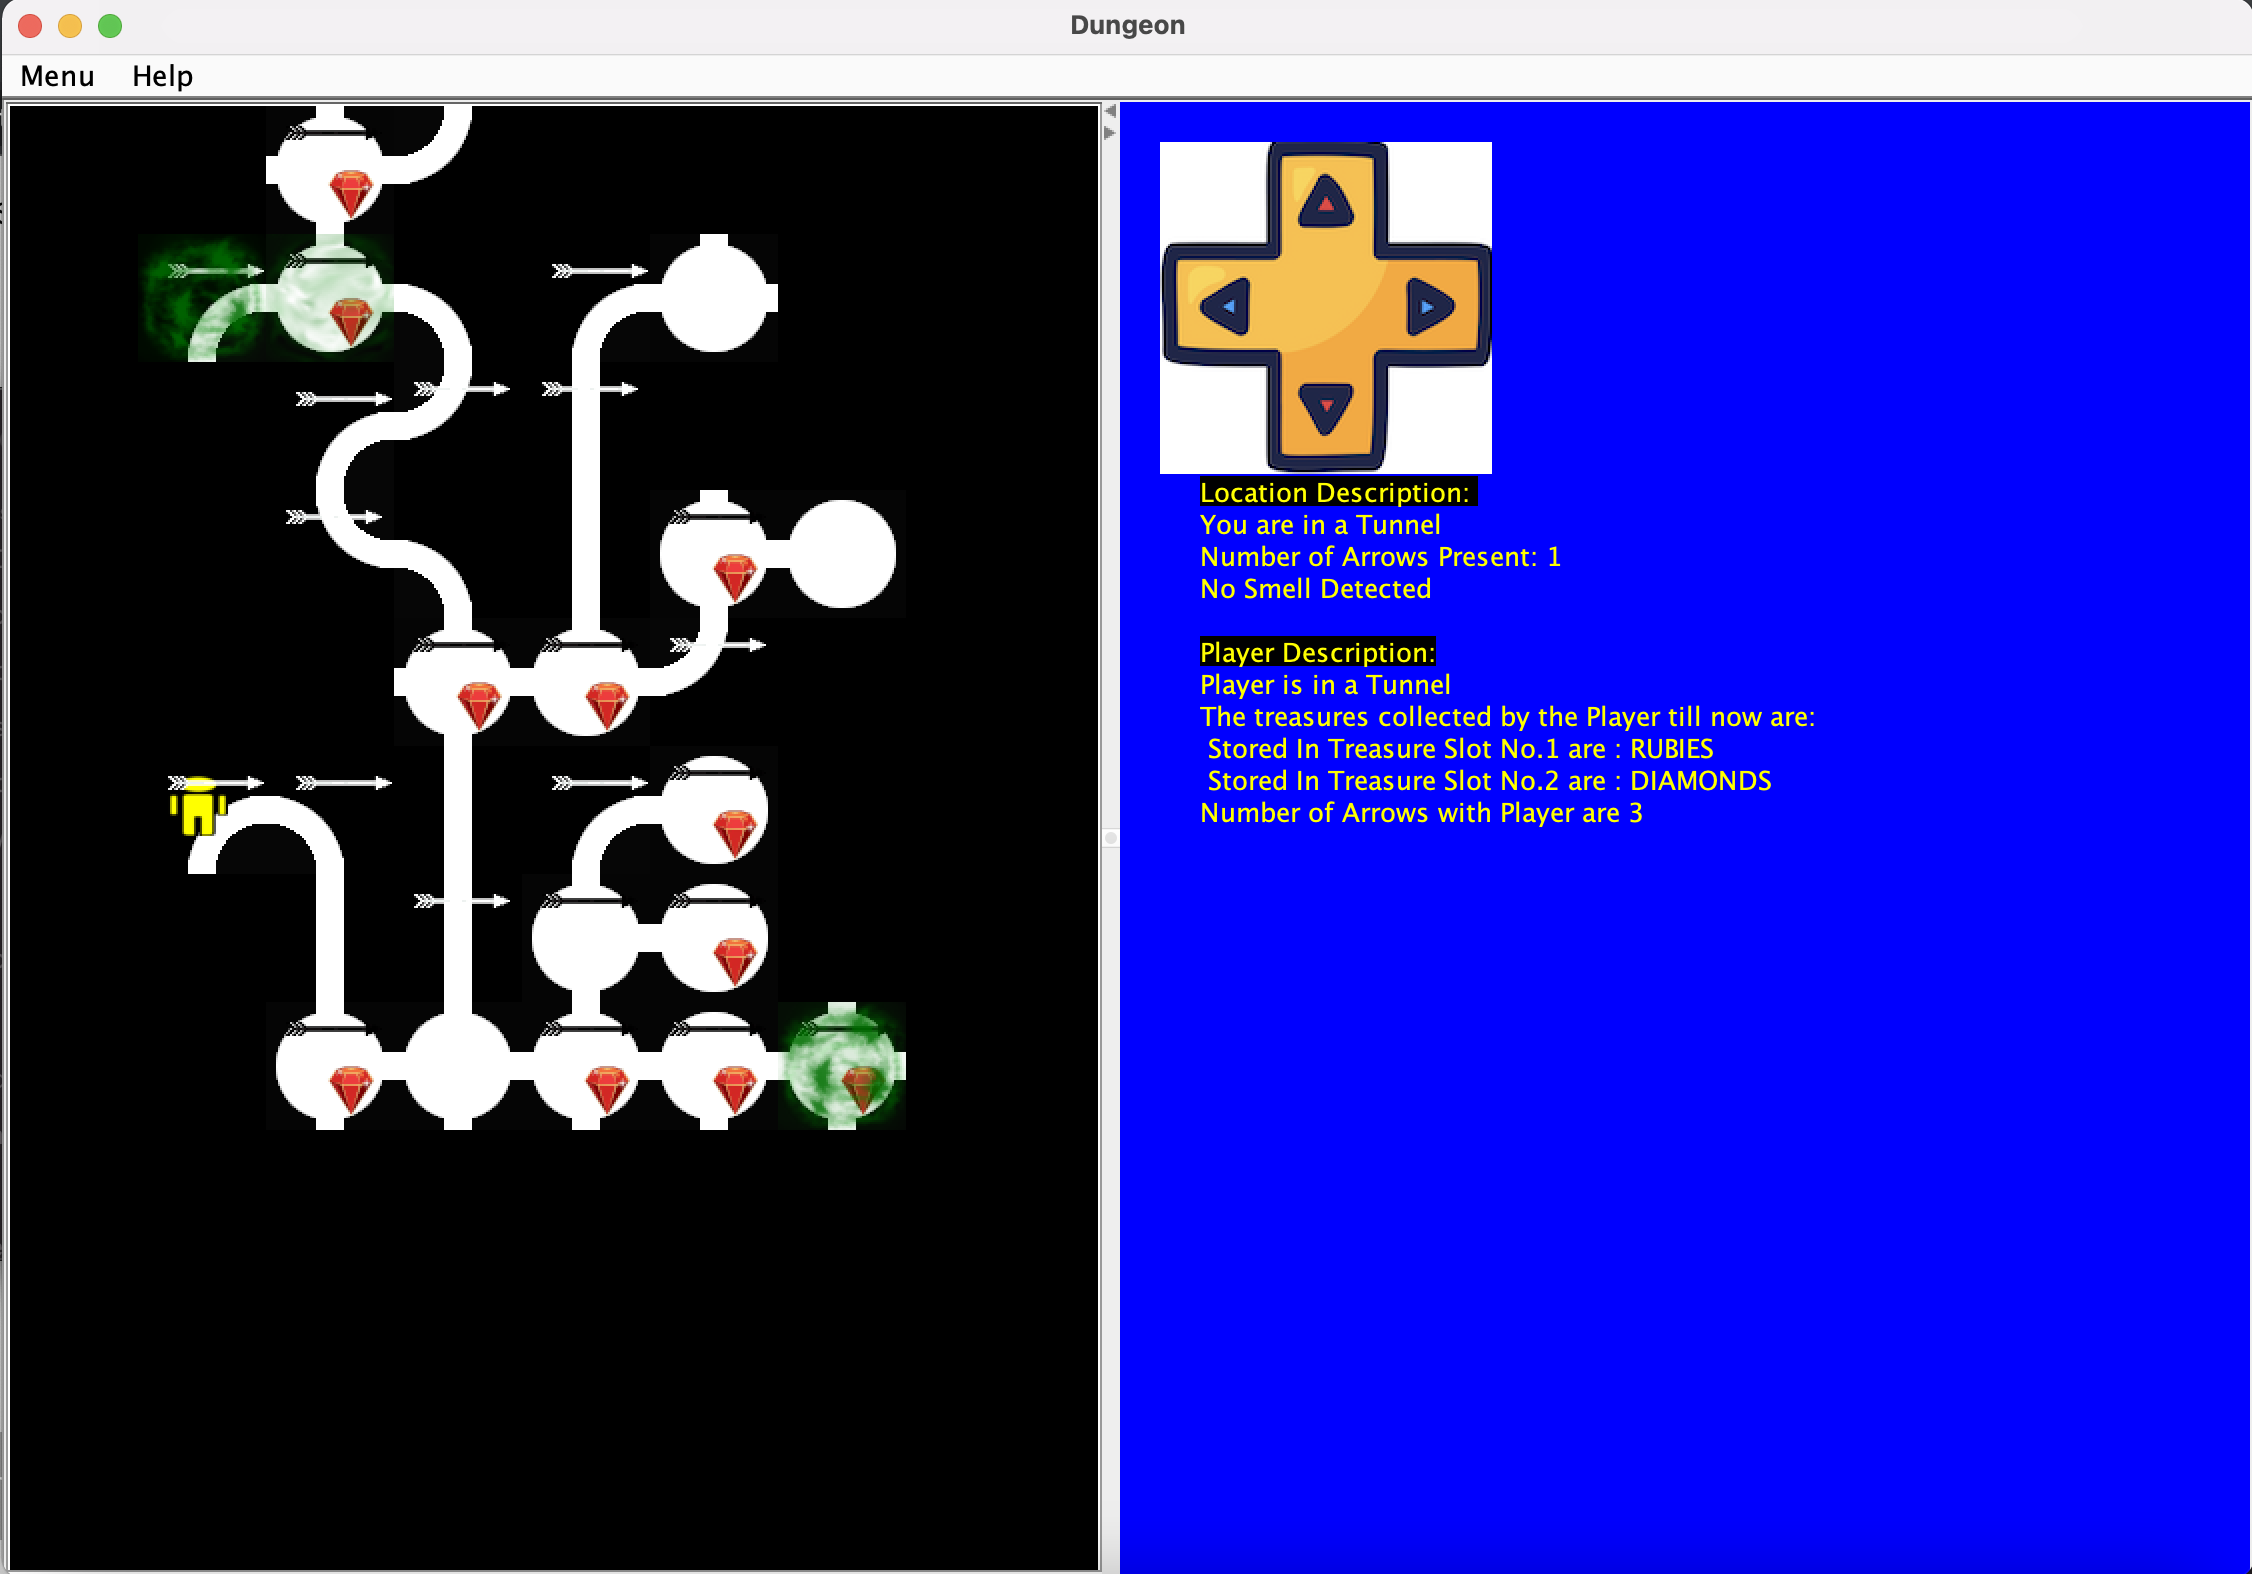 Dungeon
Menu Help
Location Description:
You are in a Tunnel
Number of Arrows Present: 1
No Smell Detected
Player Description:
Player is in a Tunnel
The treasures collected by the Player till now are:
Stored In Treasure Slot No.1 are : RUBIES
Stored In Treasure Slot No.2 are : DIAMONDS
Number of Arrows with Player are 3